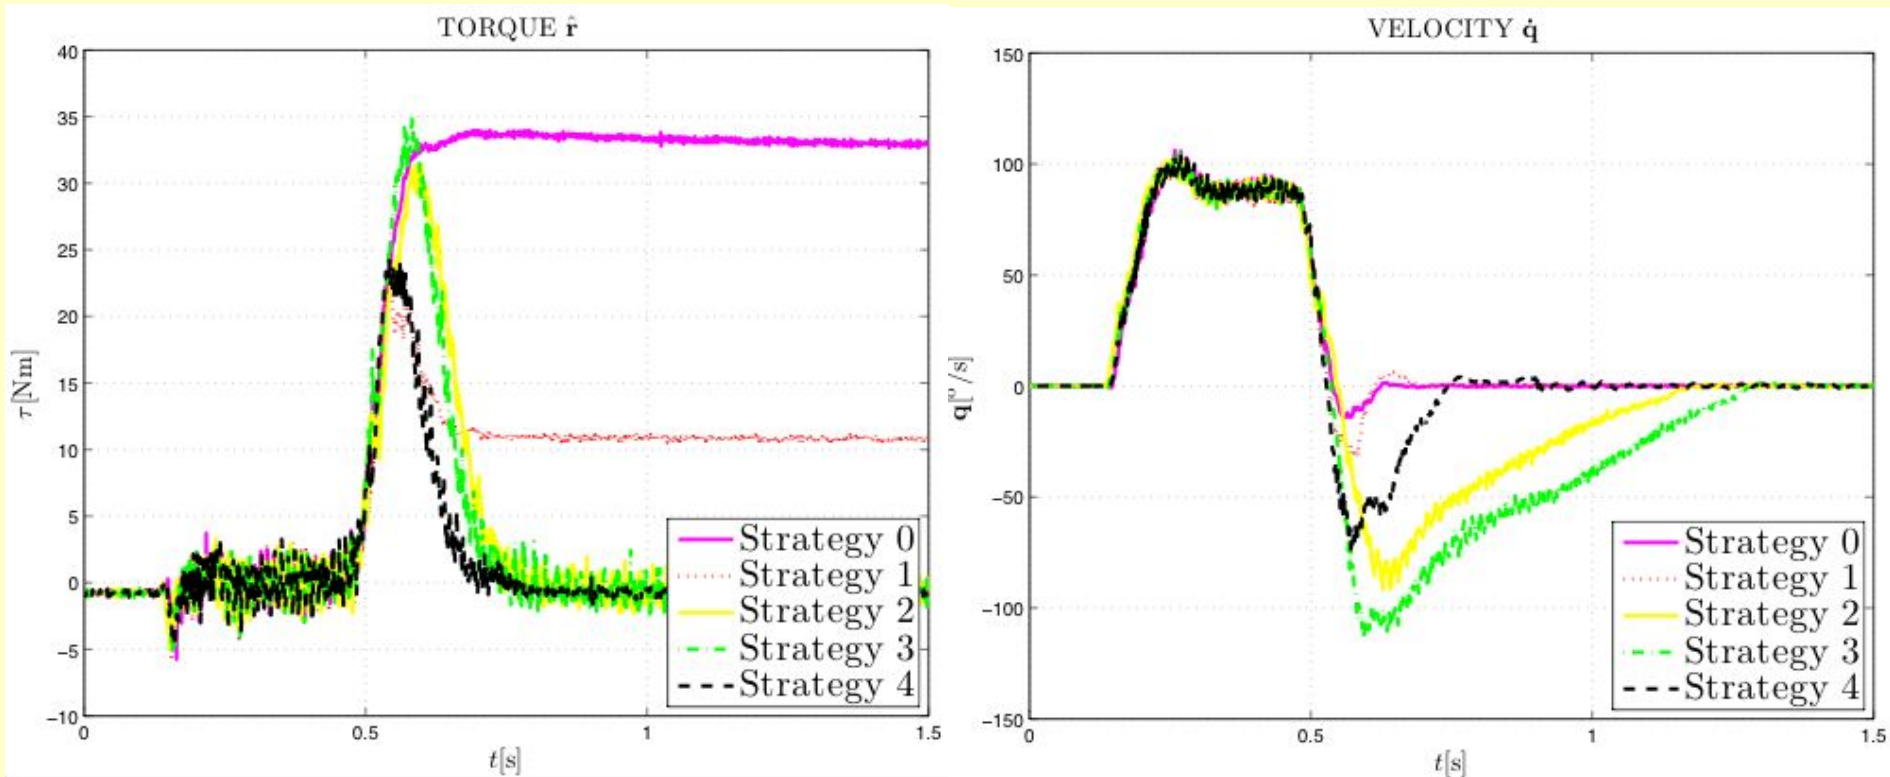 TORQUE r̂
40
35
30
25
20
15
10
5
0
−5
−10
τ[Nm]
0
0.5
1
1.5
t[s]
Strategy 0
Strategy 1
Strategy 2
Strategy 3
Strategy 4
VELOCITY q̇
150
100
50
0
−50
−100
−150
q̇[°/s]
0
0.5
1
1.5
t[s]
Strategy 0
Strategy 1
Strategy 2
Strategy 3
Strategy 4